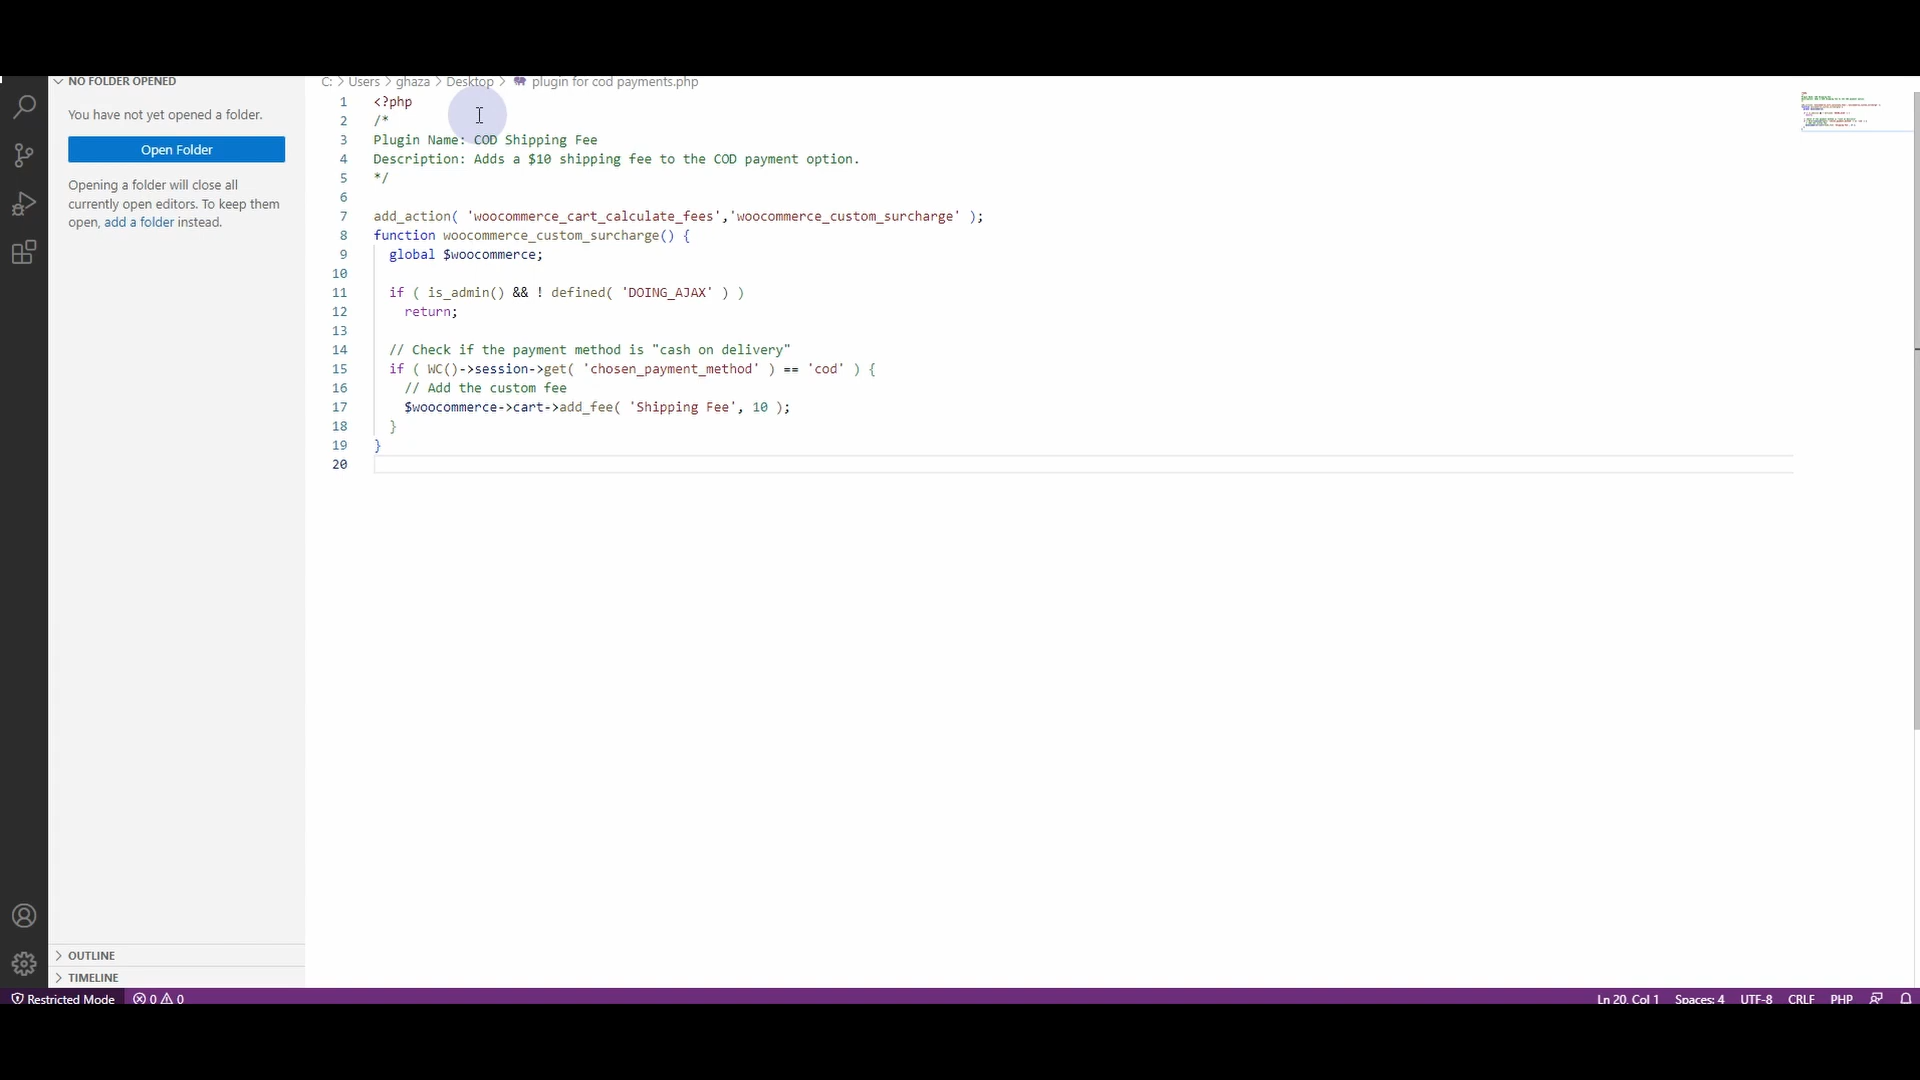 NO FOLDER OPENED
You have not yet opened a folder.
Open Folder
Opening a folder will close all
currently open editors. To keep them
open, add a folder instead.
OUTLINE
TIMELINE
C: > Users > ghaza > Desktop > plugin for cod payments.php
1 <?php
2 /*
3 Plugin Name: COD Shipping Fee
4 Description: Adds a $10 shipping fee to the COD payment option.
5 */
6
7 add_action( 'woocommerce_cart_calculate_fees','woocommerce_custom_surcharge' );
8 function woocommerce_custom_surcharge() {
9   global $woocommerce;
10
11   if ( is_admin() && ! defined( 'DOING_AJAX' ) )
12     return;
13
14   // Check if the payment method is "cash on delivery"
15   if ( WC()->session->get( 'chosen_payment_method' ) == 'cod' ) {
16     // Add the custom fee
17     $woocommerce->cart->add_fee( 'Shipping Fee', 10 );
18   }
19 }
20
Restricted Mode 0 0 Ln 20, Col 1 Spaces: 4 UTF-8 CRLF PHP